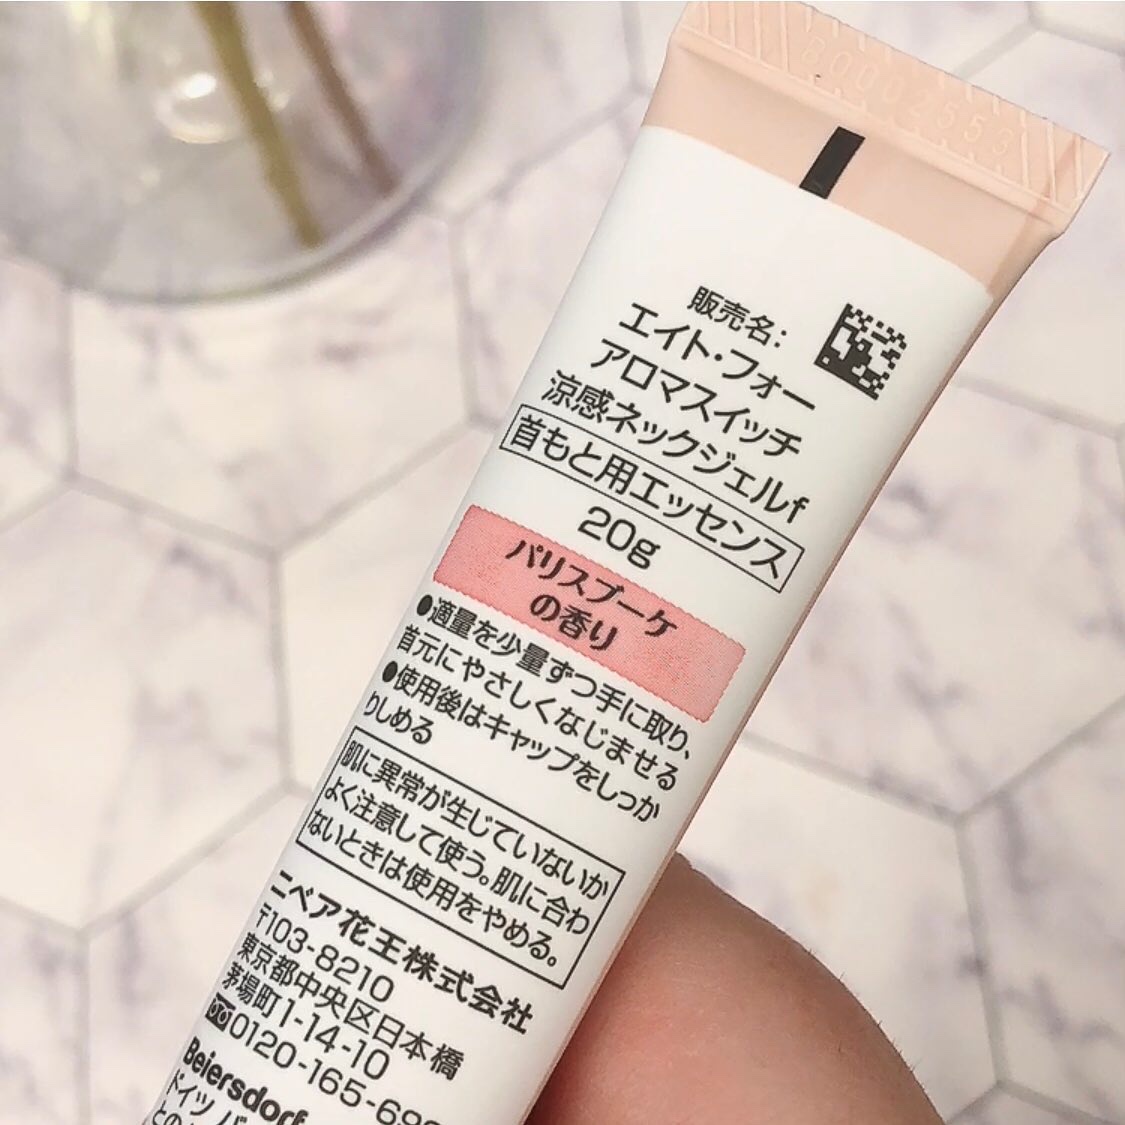 B0002553
販売名:
エイト・フォー
アロマスイッチ
涼感ネックジェルf
首もと用エッセンス
20g
パリスブーケ
の香り
●適量を少量ずつ手に取り、
首元にやさしくなじませる
●使用後はキャップをしっか
りしめる
肌に異常が生じていないか
よく注意して使う。肌に合わ
ないときは使用をやめる。
ニベア花王株式会社
〒103-8210
東京都中央区日本橋
茅場町1-14-10
0120-165-69
Beiersdorf
ドイツ
との